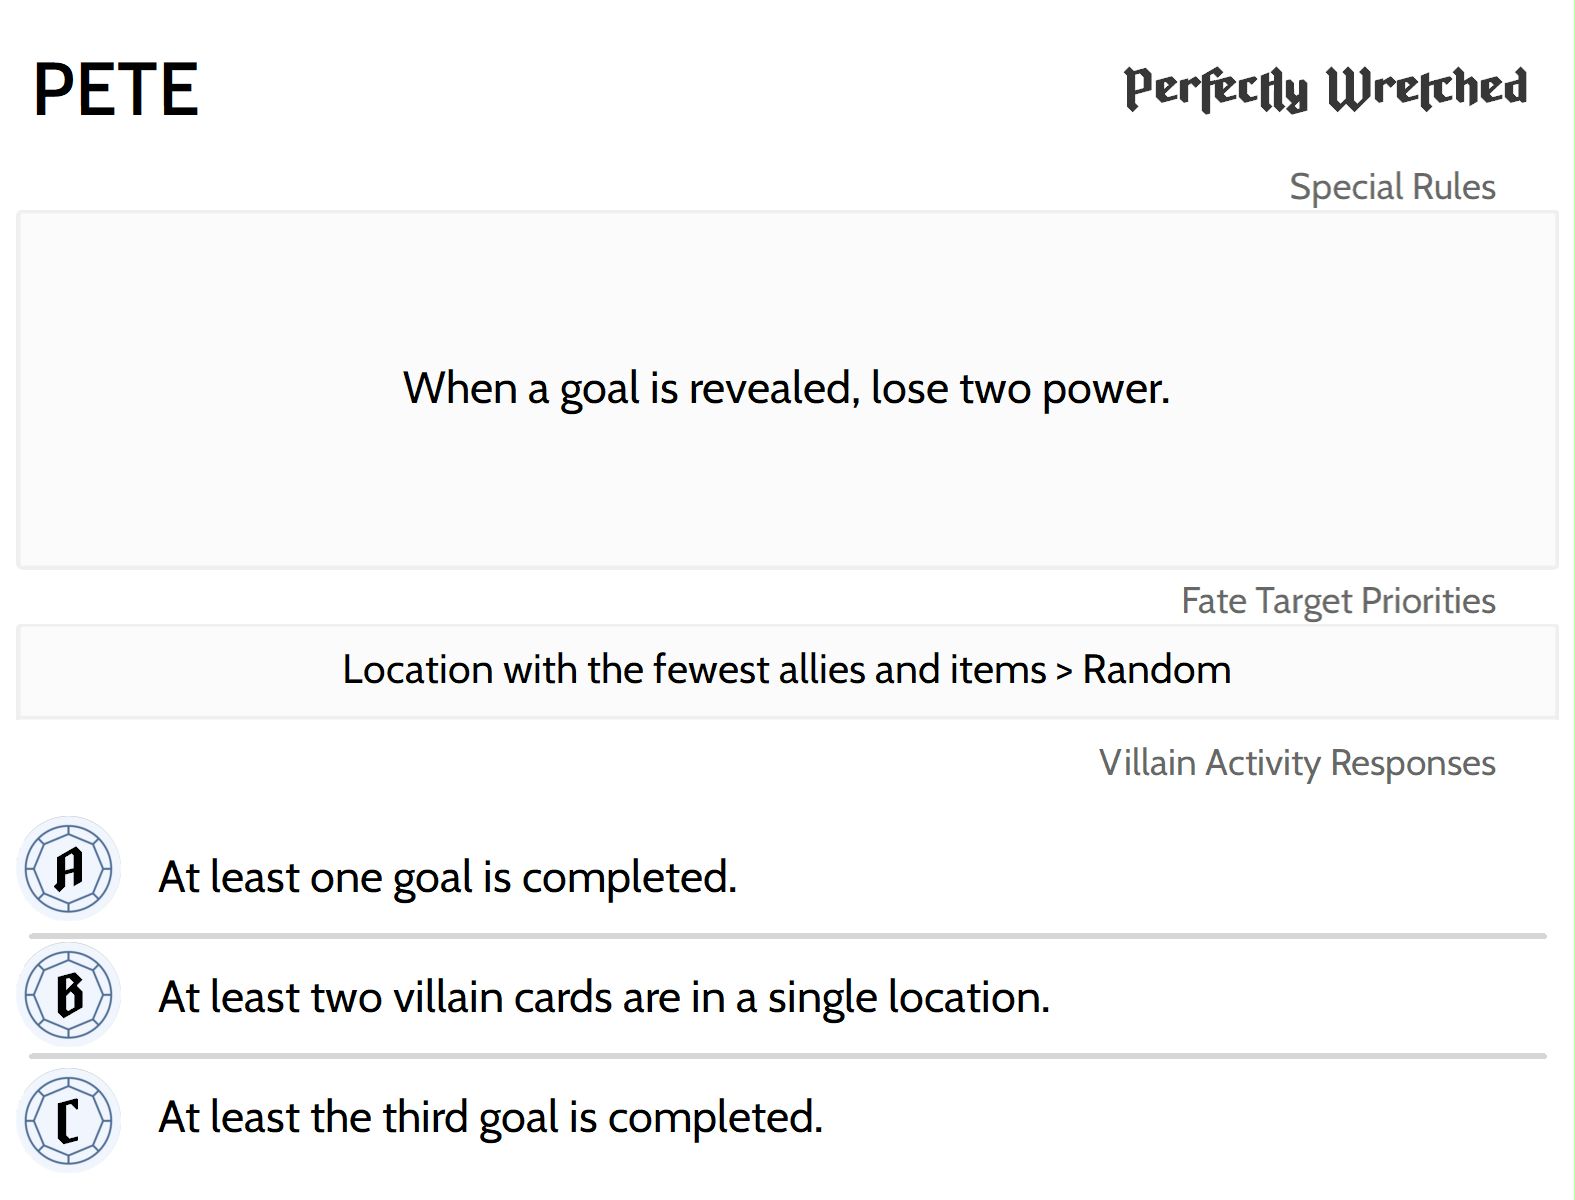 PETE
Perfectly Wretched
Special Rules
When a goal is revealed, lose two power.
Fate Target Priorities
Location with the fewest allies and items > Random
Villain Activity Responses
A
At least one goal is completed.
B
At least two villain cards are in a single location.
C
At least the third goal is completed.